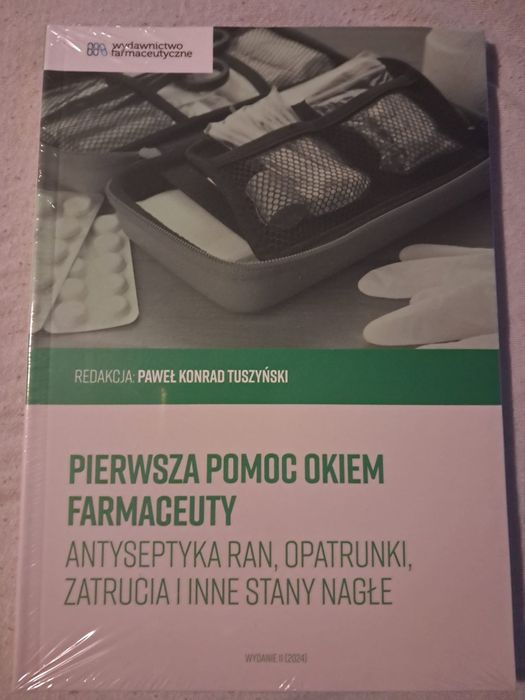 wydawnictwo
farmaceutyczne
REDAKCJA: PAWEŁ KONRAD TUSZYŃSKI
PIERWSZA POMOC OKIEM
FARMACEUTY
ANTYSEPTYKA RAN, OPATRUNKI,
ZATRUCIA I INNE STANY NAGŁE
WYDANIE II (2024)